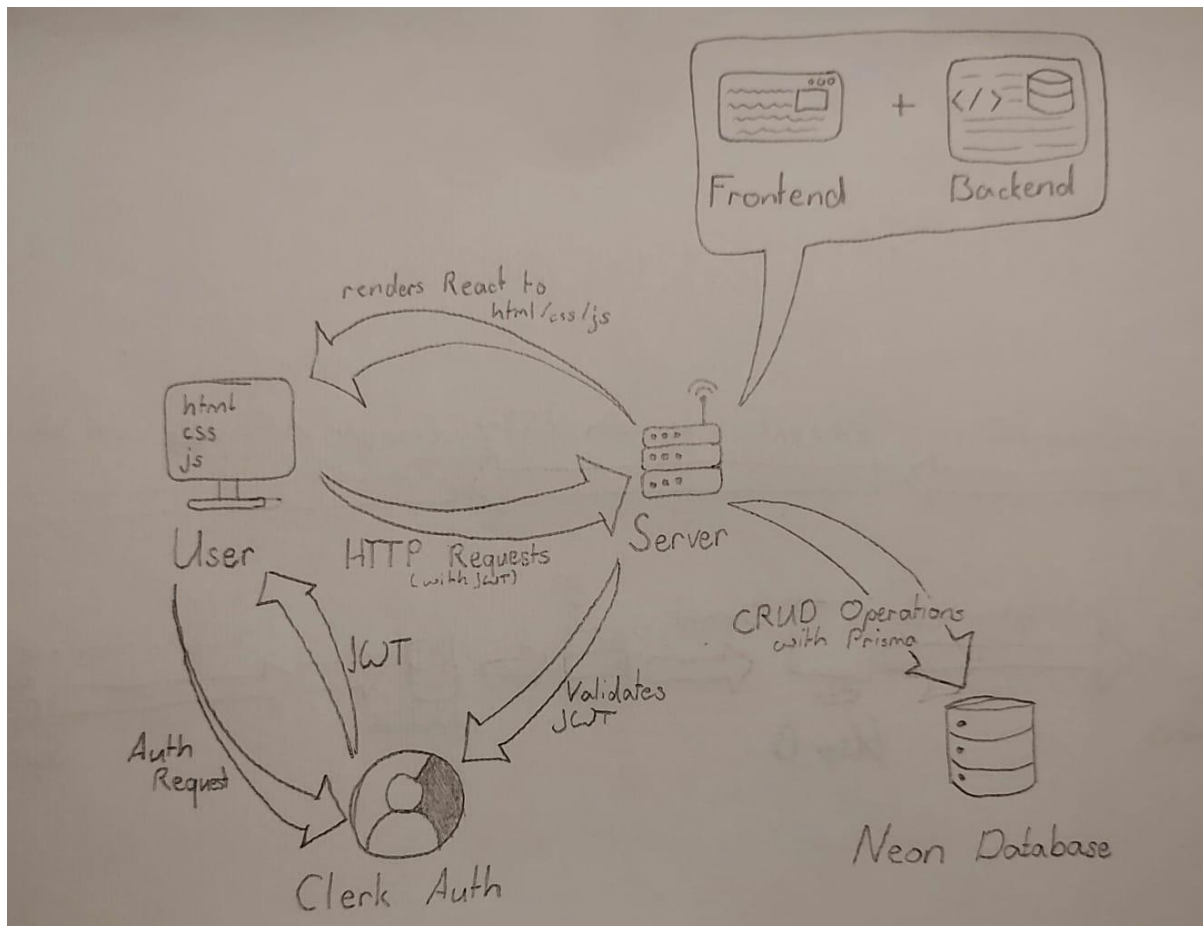 Frontend
+
</>
Backend
renders React to
html/css/js
html
css
js
User
HTTP Requests
(with JWT)
Server
CRUD Operations
with Prisma
JWT
Validates
JWT
Auth
Request
Clerk Auth
Neon Database